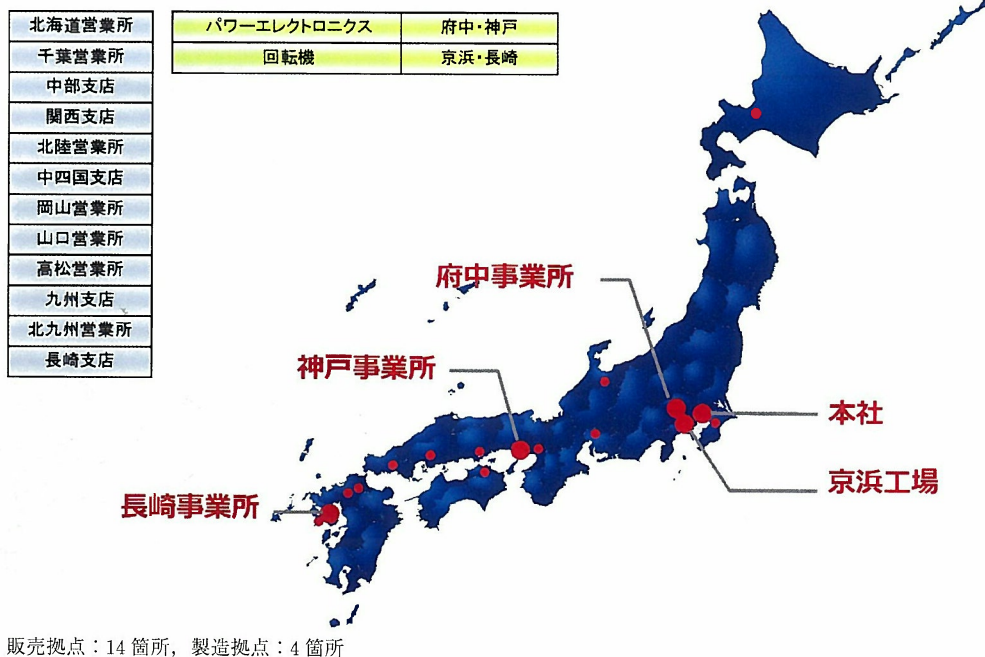 北海道営業所
千葉営業所
中部支店
関西支店
北陸営業所
中四国支店
岡山営業所
山口営業所
高松営業所
九州支店
北九州営業所
長崎支店
パワーエレクトロニクス 府中・神戸
回転機 京浜・長崎
府中事業所
神戸事業所
本社
京浜工場
長崎事業所
販売拠点:14箇所,製造拠点:4箇所